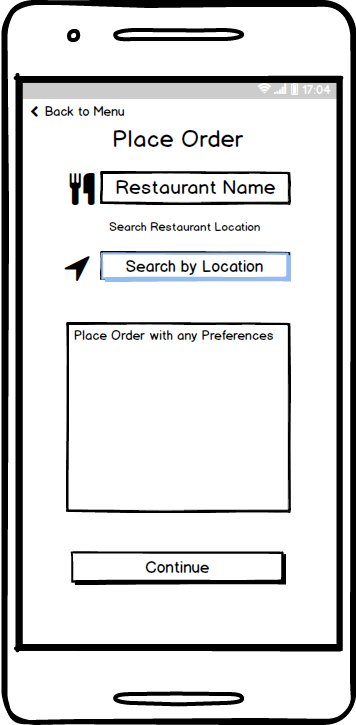 17:04
Back to Menu
Place Order
Restaurant Name
Search Restaurant Location
Search by Location
Place Order with any Preferences
Continue